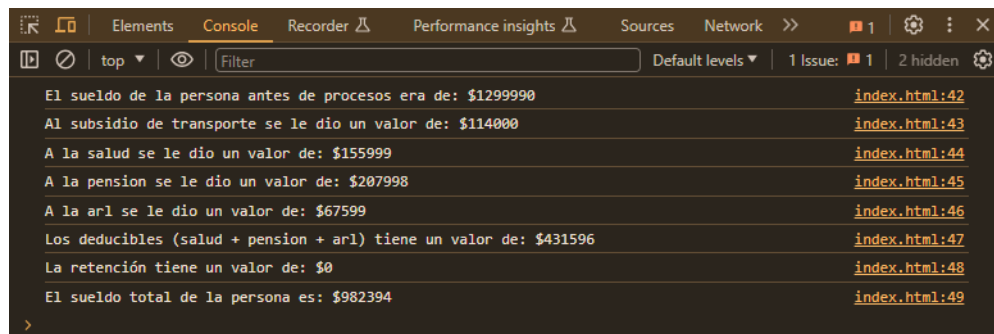 Elements Console Recorder Performance insights Sources Network >> 1
top ▼ Filter Default levels ▼ 1 Issue: 1 2 hidden
El sueldo de la persona antes de procesos era de: $1299990 index.html:42
Al subsidio de transporte se le dio un valor de: $114000 index.html:43
A la salud se le dio un valor de: $155999 index.html:44
A la pension se le dio un valor de: $207998 index.html:45
A la arl se le dio un valor de: $67599 index.html:46
Los deducibles (salud + pension + arl) tiene un valor de: $431596 index.html:47
La retención tiene un valor de: $0 index.html:48
El sueldo total de la persona es: $982394 index.html:49
>